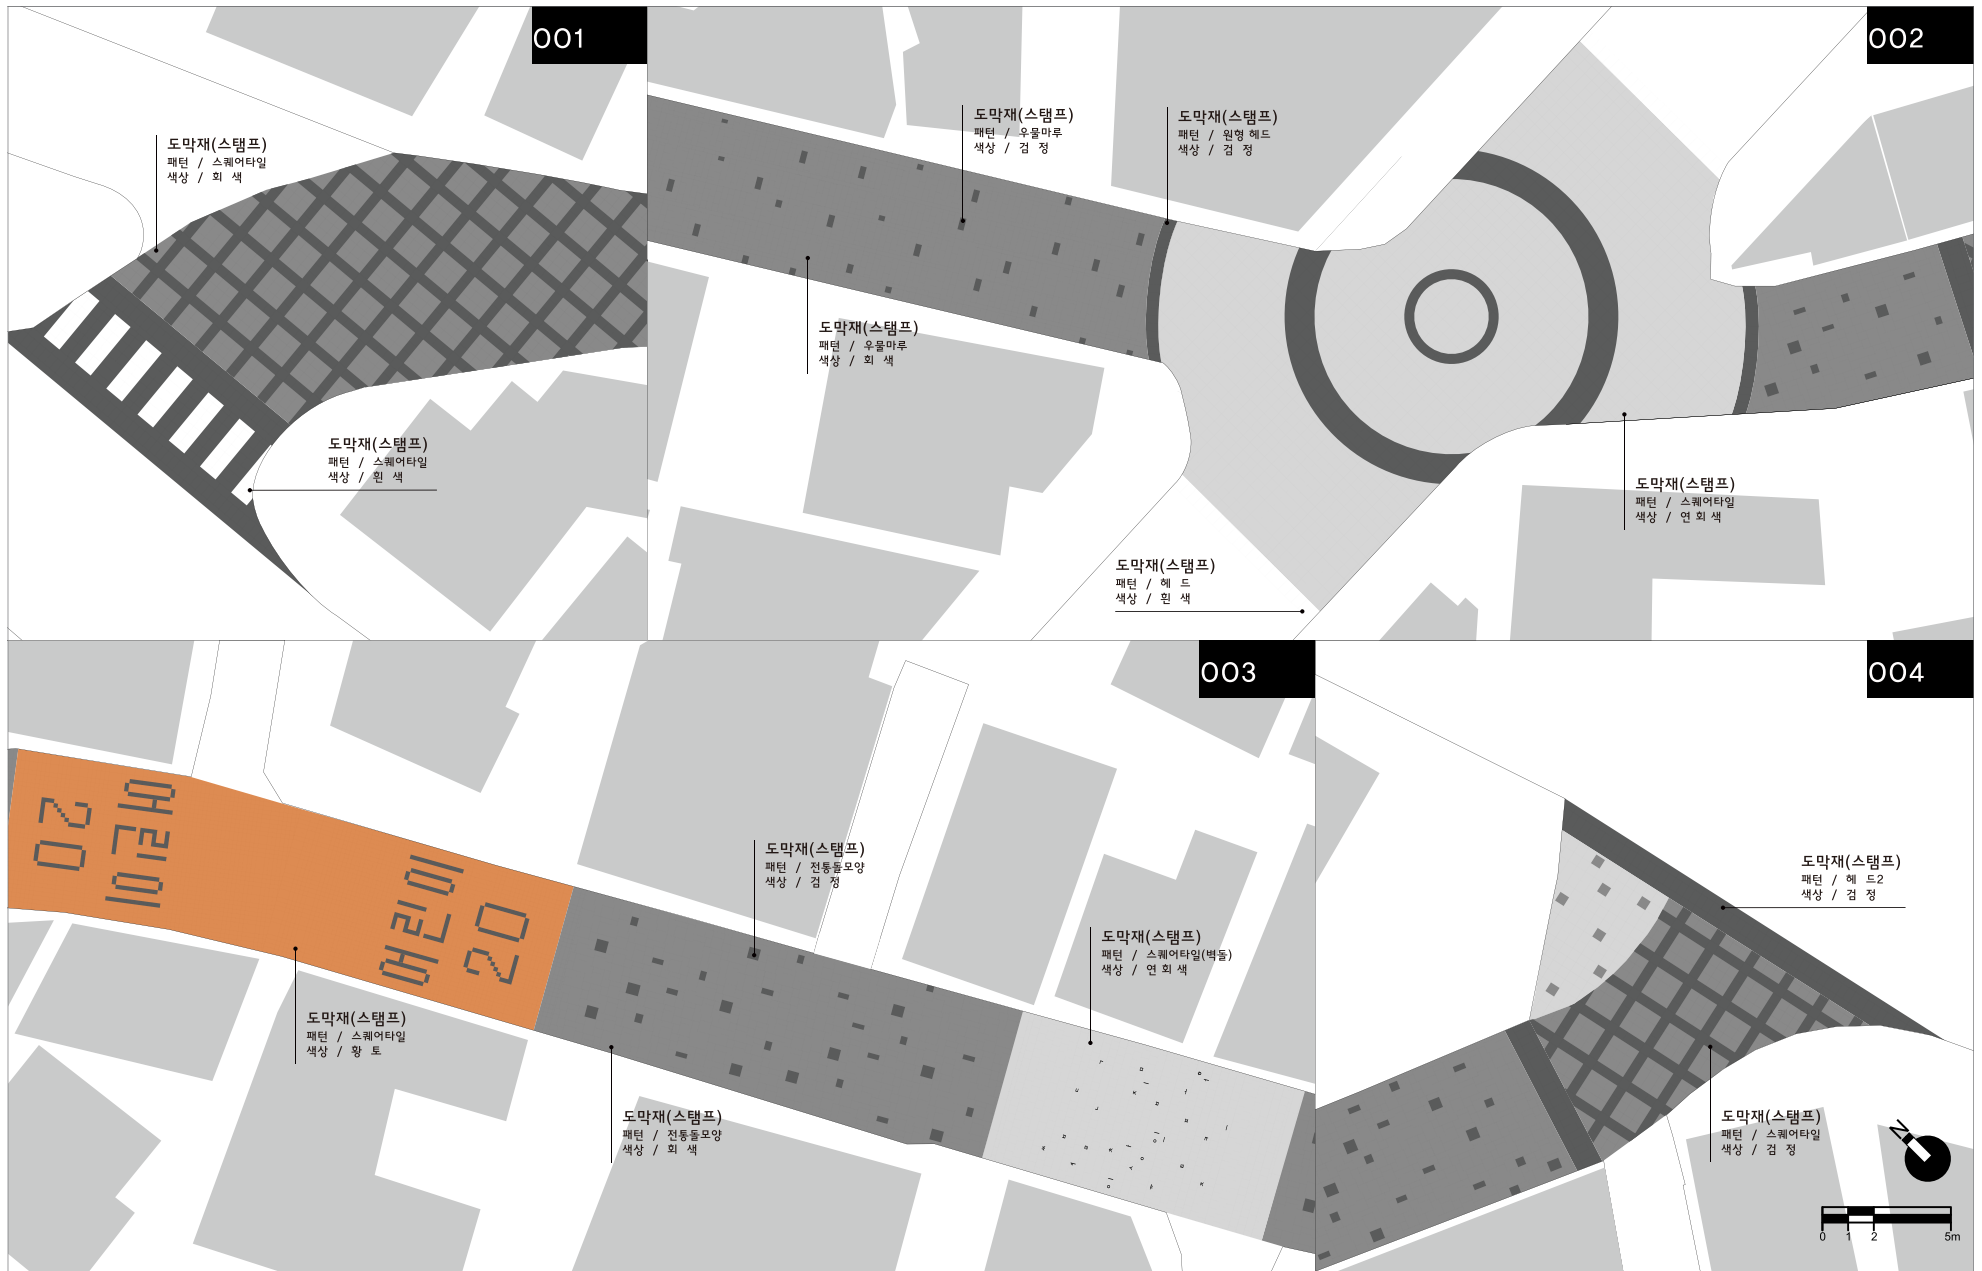 001
도막재(스탬프)
패턴 / 스퀘어타일
색상 / 회 색
도막재(스탬프)
패턴 / 스퀘어타일
색상 / 흰 색
002
도막재(스탬프)
패턴 / 우물마루
색상 / 검 정
도막재(스탬프)
패턴 / 원형 헤드
색상 / 검 정
도막재(스탬프)
패턴 / 우물마루
색상 / 회 색
도막재(스탬프)
패턴 / 스퀘어타일
색상 / 연 회 색
도막재(스탬프)
패턴 / 헤 드
색상 / 흰 색
003
어린이
20
어린이
20
도막재(스탬프)
패턴 / 전통돌모양
색상 / 검 정
도막재(스탬프)
패턴 / 스퀘어타일(벽돌)
색상 / 연 회 색
도막재(스탬프)
패턴 / 스퀘어타일
색상 / 황 토
도막재(스탬프)
패턴 / 전통돌모양
색상 / 회 색
004
도막재(스탬프)
패턴 / 헤 드2
색상 / 검 정
도막재(스탬프)
패턴 / 스퀘어타일
색상 / 검 정
N
0 1 2 5m